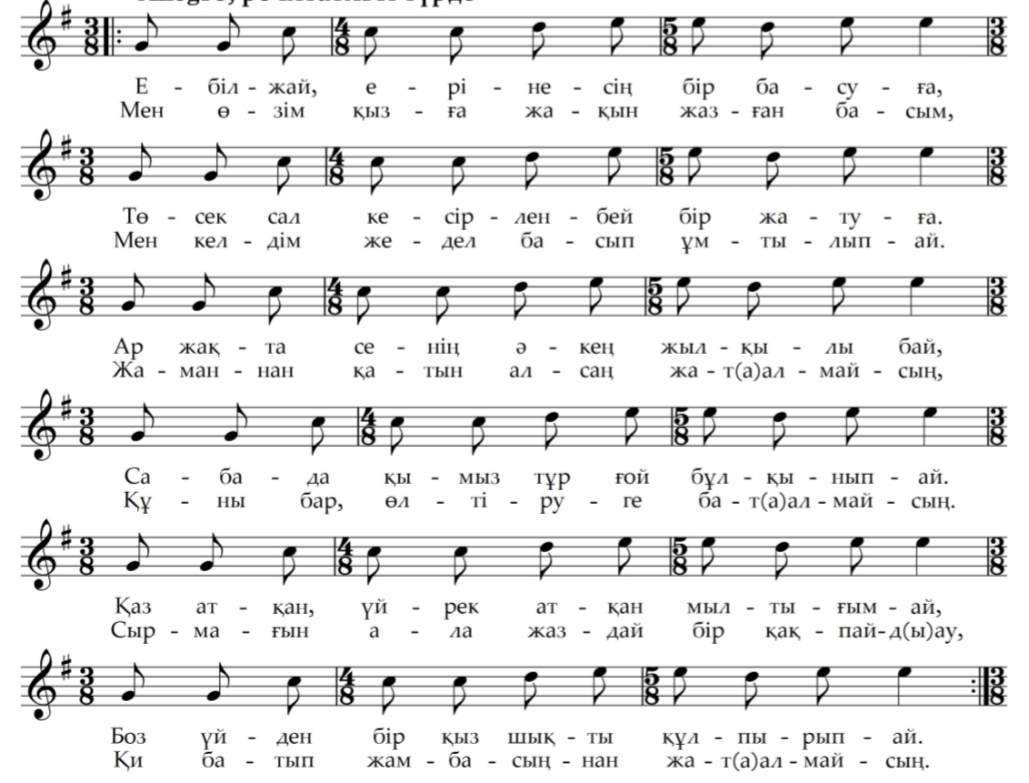 Е - біл - жай, е - рі - не - сің бір ба - су - ға,
Мен ө - зім қыз - ға жа - қын жаз - ған ба - сым,
Тө - сек сал ке - сір - лен - бей бір жа - ту - ға.
Мен кел - дім же - дел ба - сып ұм - ты - лып - ай.
Ар жақ - та се - нің ә - кең жыл - қы - лы бай,
Жа - ман - нан қа - тын ал - саң жа - т(а)ал - май - сың,
Са - ба - да қы - мыз тұр ғой бұл - қы - нып - ай.
Құ - ны бар, өл - ті - ру - ге ба - т(а)ал - май - сың.
Қаз ат - қан, үй - рек ат - қан мыл - ты - ғым - ай,
Сыр - ма - ғын а - ла жаз - дай бір қақ - пай-д(ы)ау,
Боз үй - ден бір қыз шық - ты құл - пы - рып - ай.
Қи ба - тып жам - ба - сың - нан жа - т(а)ал - май - сың.